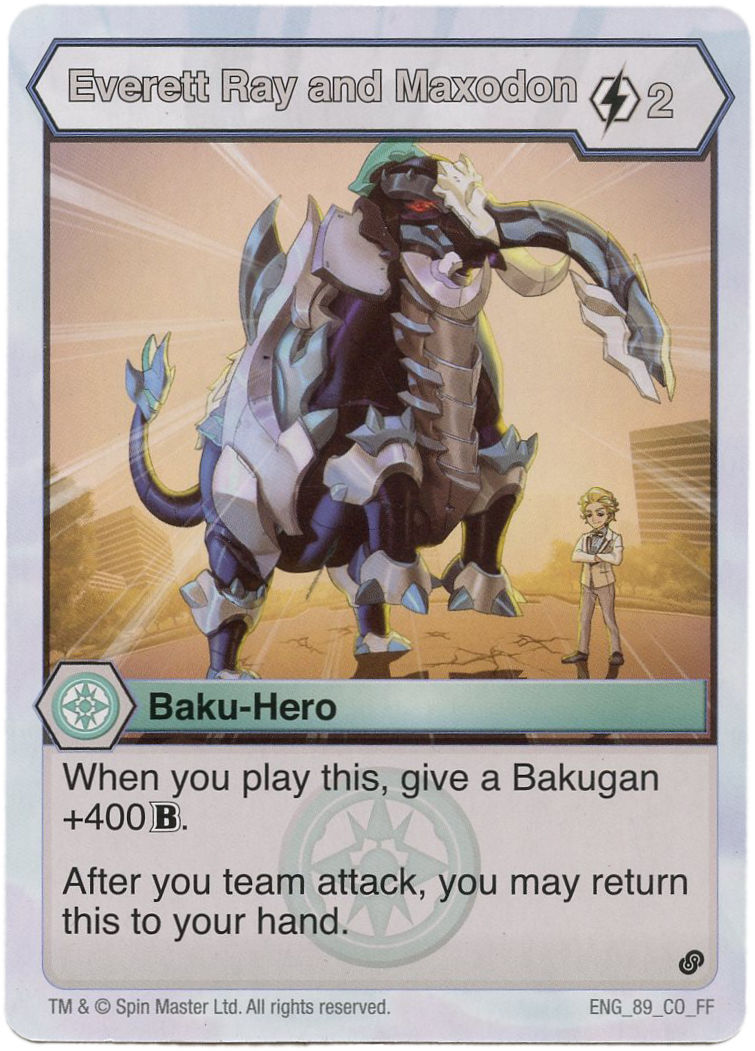 Everett Ray and Maxodon 2
Baku-Hero
When you play this, give a Bakugan
+400 B.
After you team attack, you may return
this to your hand.
TM & © Spin Master Ltd. All rights reserved. ENG_89_CO_FF